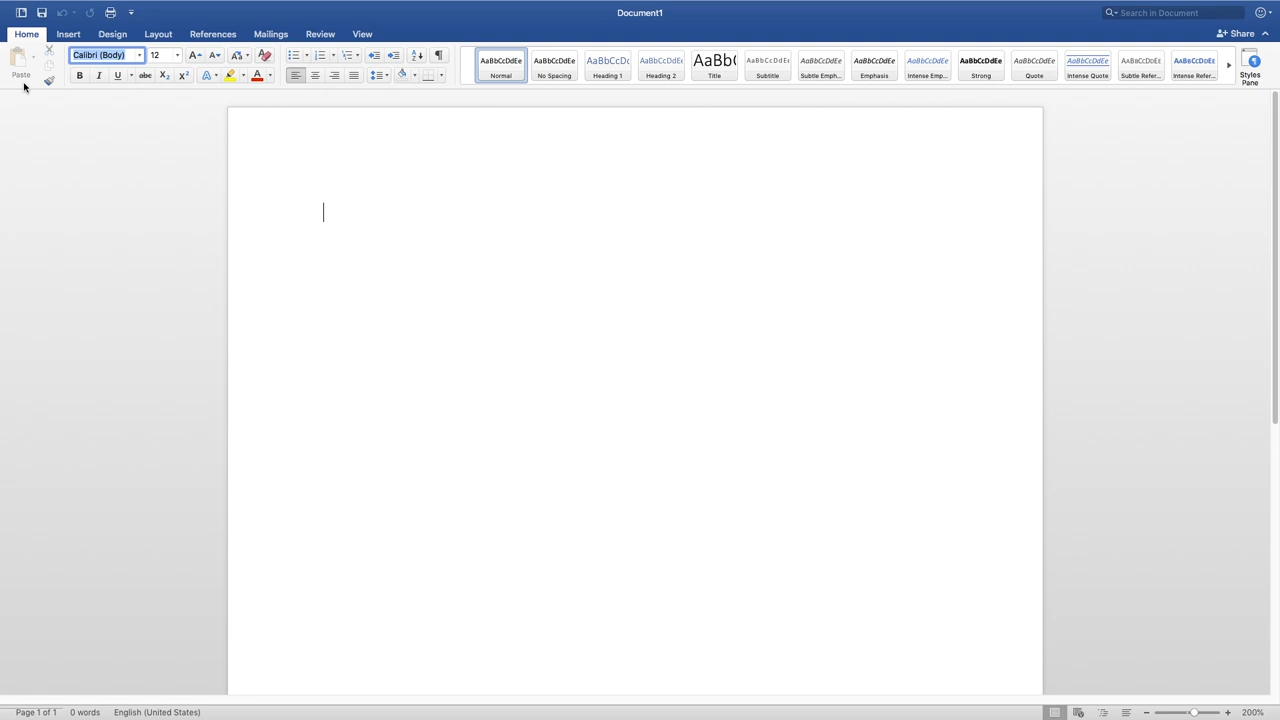 Document1
Search in Document
Home Insert Design Layout References Mailings Review View
Share
Paste
Calibri (Body) 12
B I U abc X₂ X²
AaBbCcDdEe AaBbCcDdEe AaBbCcDc AaBbCcDdEe AaBb( AaBbCcDdEe AaBbCcDdEe AaBbCcDdEe AaBbCcDdEe AaBbCcDdEe AaBbCcDdEe AaBbCcDdEe AaBbCcDdEe AaBbCcDdEe
Normal No Spacing Heading 1 Heading 2 Title Subtitle Subtle Emph... Emphasis Intense Emp... Strong Quote Intense Quote Subtle Refer... Intense Refer...
Styles
Pane
Page 1 of 1 0 words English (United States)
200%